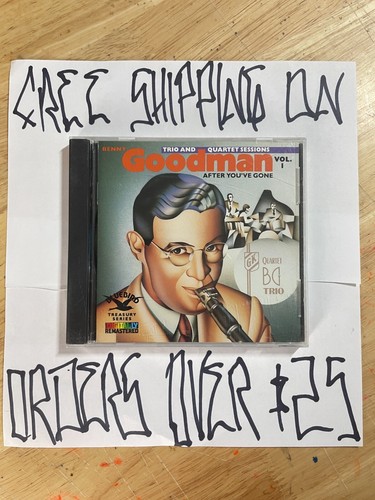 FREE SHIPPING ON
BENNY
TRIO AND QUARTET SESSIONS
Goodman VOL. 1
AFTER YOU'VE GONE
GK
QUARTET
BG
TRIO
BLUEBIRD
TREASURY
SERIES
DIGITALLY
REMASTERED
ORDERS OVER $25